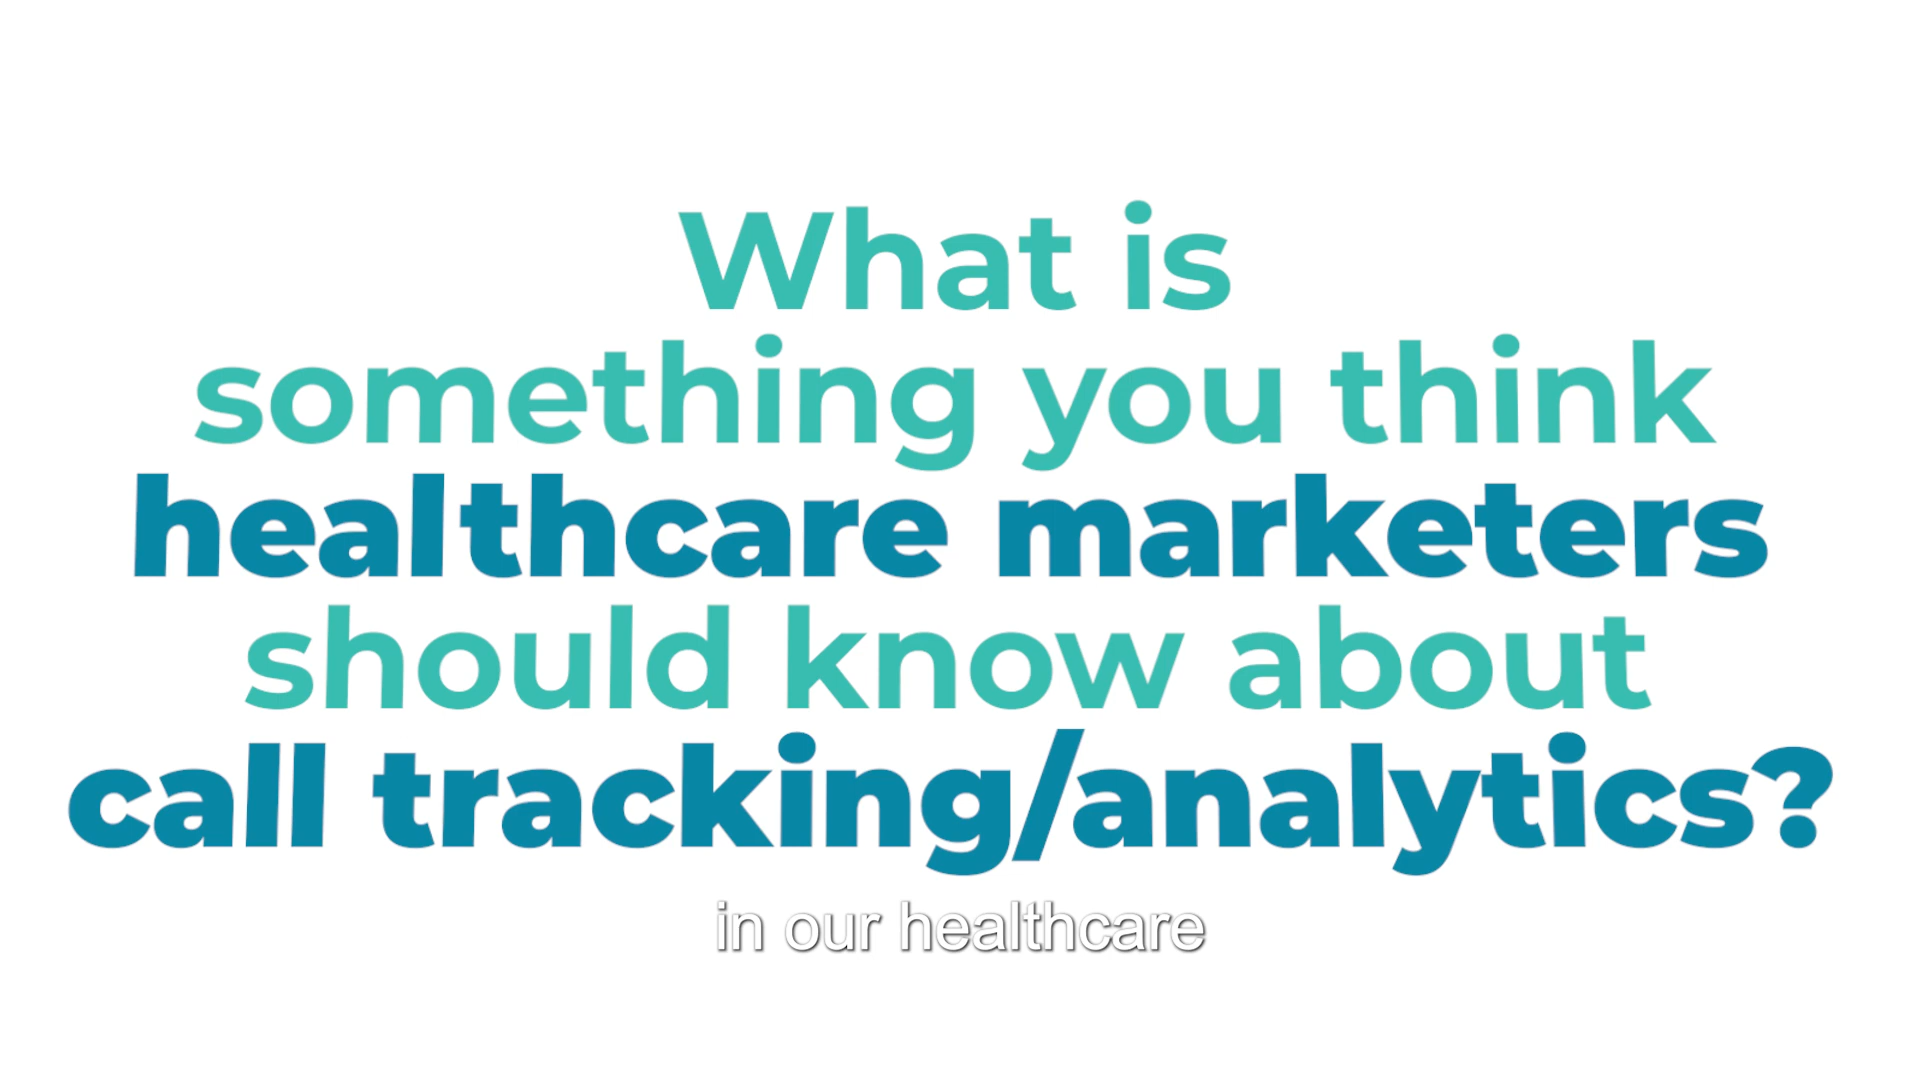 What is
something you think
healthcare marketers
should know about
call tracking/analytics?
in our healthcare